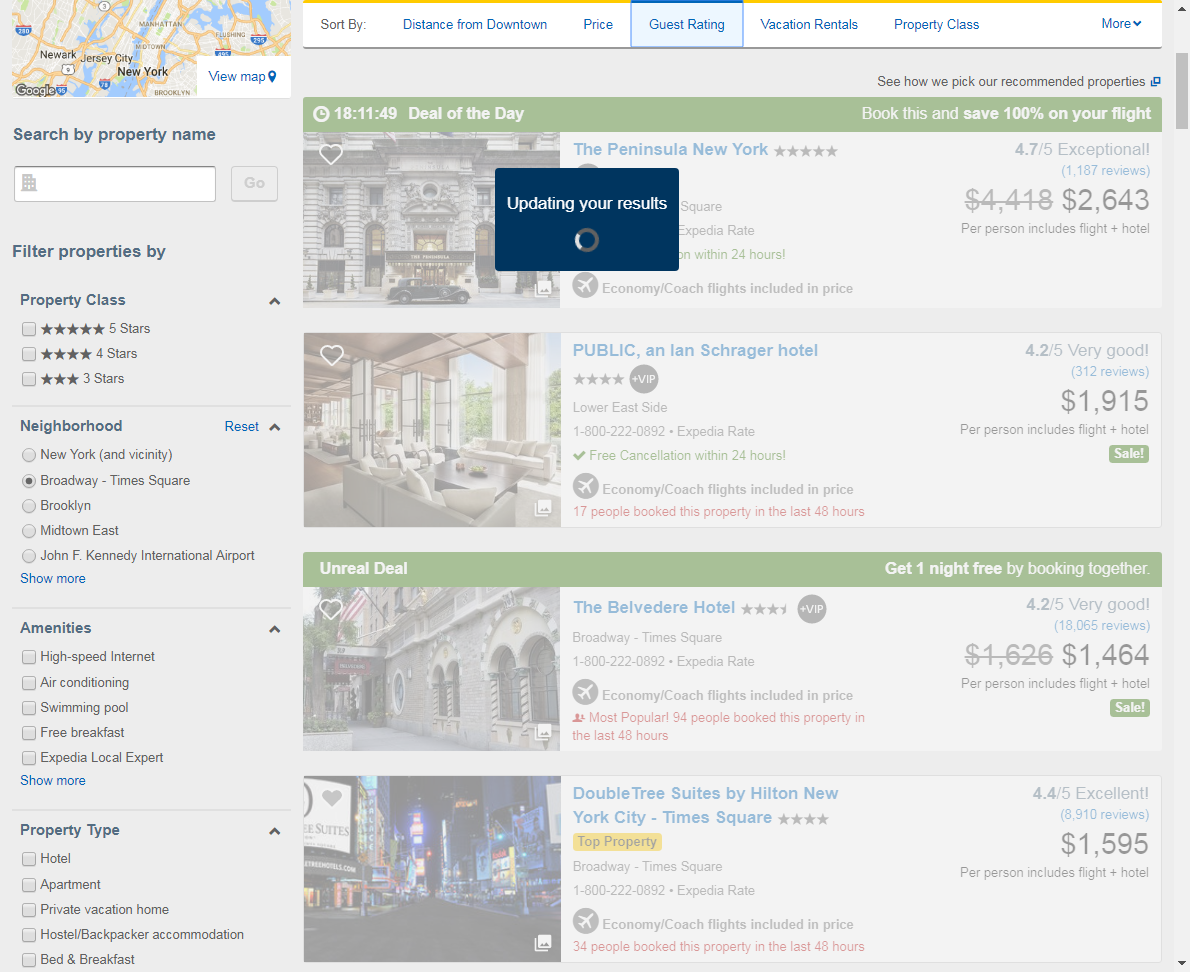 MANHATTAN
FLUSHING
280
3
295
MIDTOWN
Newark
Jersey City
495
9
New York
View map
78
Google
95
BROOKLYN
Search by property name
Go
Filter properties by
Property Class
5 Stars
4 Stars
3 Stars
Neighborhood Reset
New York (and vicinity)
Broadway - Times Square
Brooklyn
Midtown East
John F. Kennedy International Airport
Show more
Amenities
High-speed Internet
Air conditioning
Swimming pool
Free breakfast
Expedia Local Expert
Show more
Property Type
Hotel
Apartment
Private vacation home
Hostel/Backpacker accommodation
Bed & Breakfast
Sort By: Distance from Downtown Price Guest Rating Vacation Rentals Property Class More
See how we pick our recommended properties
18:11:49 Deal of the Day Book this and save 100% on your flight
The Peninsula New York
4.7/5 Exceptional!
(1,187 reviews)
$4,418 $2,643
Per person includes flight + hotel
Updating your results
Square
Expedia Rate
on within 24 hours!
Economy/Coach flights included in price
THE PENINSULA
PUBLIC, an Ian Schrager hotel
+VIP
Lower East Side
1-800-222-0892 • Expedia Rate
Free Cancellation within 24 hours!
Economy/Coach flights included in price
17 people booked this property in the last 48 hours
4.2/5 Very good!
(312 reviews)
$1,915
Per person includes flight + hotel
Sale!
Unreal Deal Get 1 night free by booking together.
The Belvedere Hotel +VIP
Broadway - Times Square
1-800-222-0892 • Expedia Rate
Economy/Coach flights included in price
Most Popular! 94 people booked this property in
the last 48 hours
4.2/5 Very good!
(18,065 reviews)
$1,626 $1,464
Per person includes flight + hotel
Sale!
DoubleTree Suites by Hilton New
York City - Times Square
Top Property
Broadway - Times Square
1-800-222-0892 • Expedia Rate
Economy/Coach flights included in price
34 people booked this property in the last 48 hours
4.4/5 Excellent!
(8,910 reviews)
$1,595
Per person includes flight + hotel